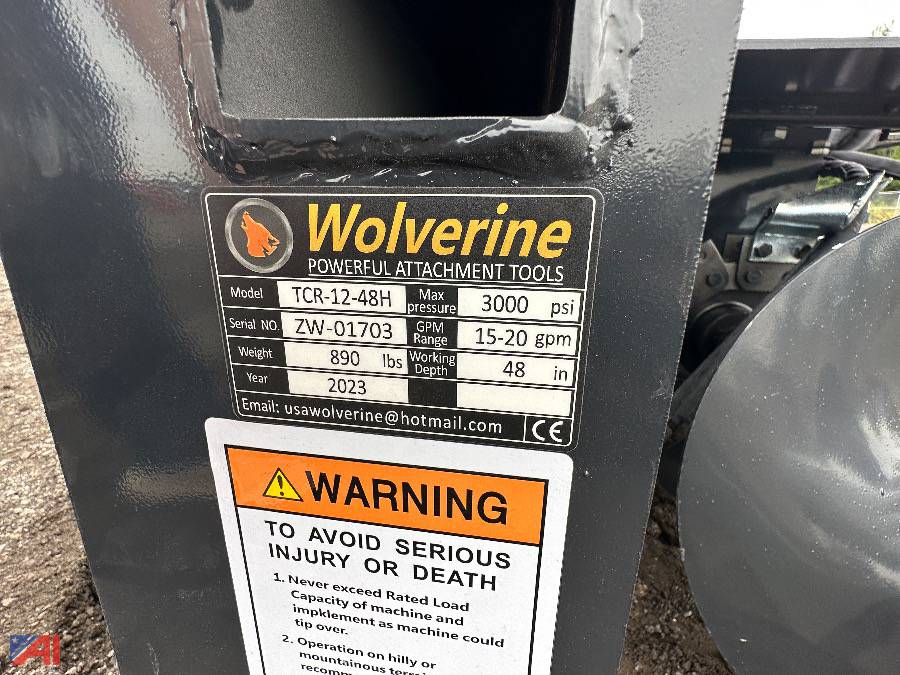 Wolverine
POWERFUL ATTACHMENT TOOLS
Model TCR-12-48H Max pressure 3000 psi
Serial NO. ZW-01703 GPM Range 15-20 gpm
Weight 890 lbs Working Depth 48 in
Year 2023
Email: usawolverine@hotmail.com CE
WARNING
TO AVOID SERIOUS
INJURY OR DEATH
1. Never exceed Rated Load
Capacity of machine and
impklement as machine could
tip over.
2. Operation on hilly or
mountainous
AI